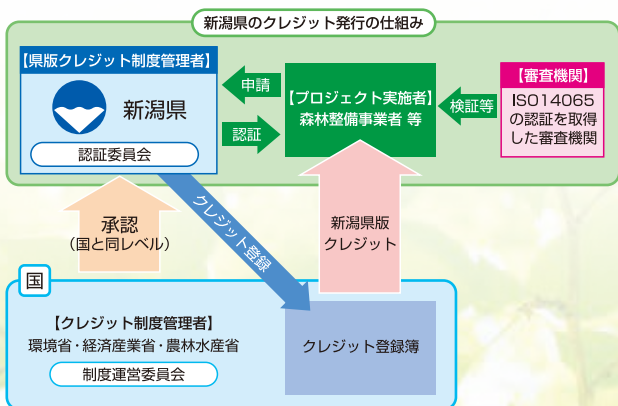 新潟県のクレジット発行の仕組み
【県版クレジット制度管理者】
新潟県
認証委員会
申請
認証
【プロジェクト実施者】
森林整備事業者 等
検証等
【審査機関】
ISO14065
の認証を取得
した審査機関
承認
(国と同レベル)
クレジット登録
新潟県版
クレジット
国
【クレジット制度管理者】
環境省・経済産業省・農林水産省
制度運営委員会
クレジット登録簿